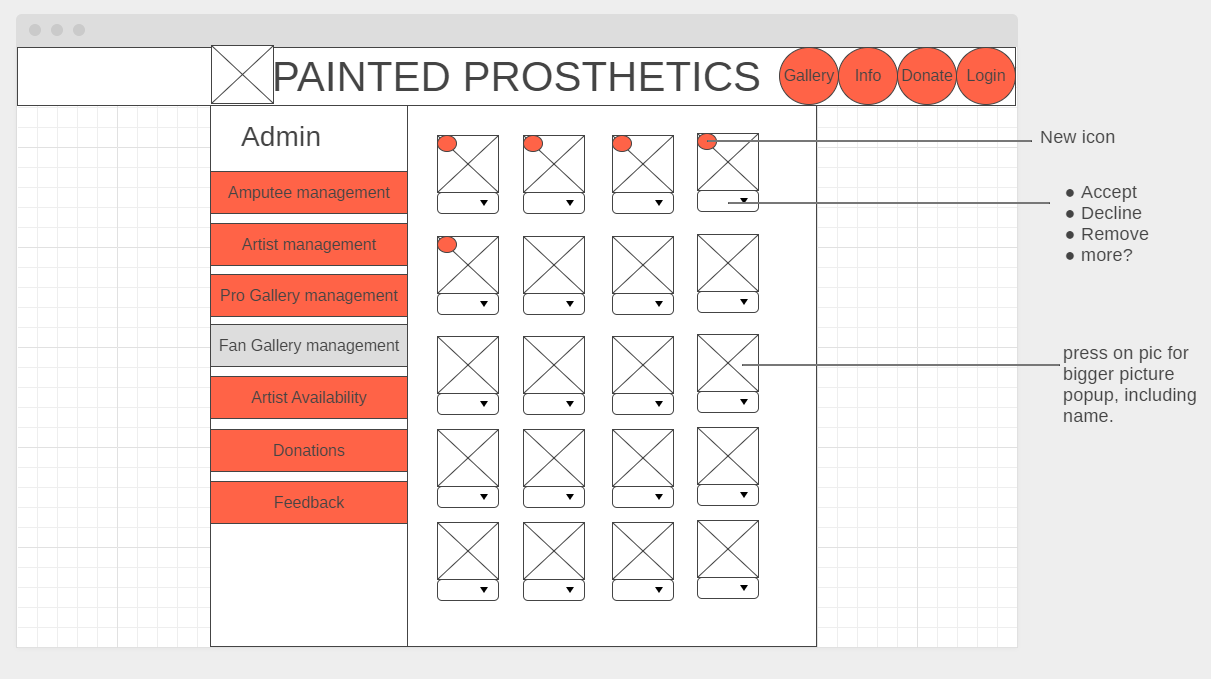 PAINTED PROSTHETICS
Gallery
Info
Donate
Login
Admin
Amputee management
Artist management
Pro Gallery management
Fan Gallery management
Artist Availability
Donations
Feedback
New icon
● Accept
● Decline
● Remove
● more?
press on pic for
bigger picture
popup, including
name.